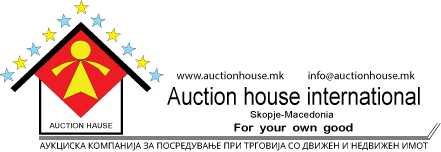 www.auctionhouse.mk info@auctionhouse.mk
Auction house international
Skopje-Macedonia
For your own good
AUCTION HAUSE
АУКЦИСКА КОМПАНИЈА ЗА ПОСРЕДУВАЊЕ ПРИ ТРГОВИЈА СО ДВИЖЕН И НЕДВИЖЕН ИМОТ